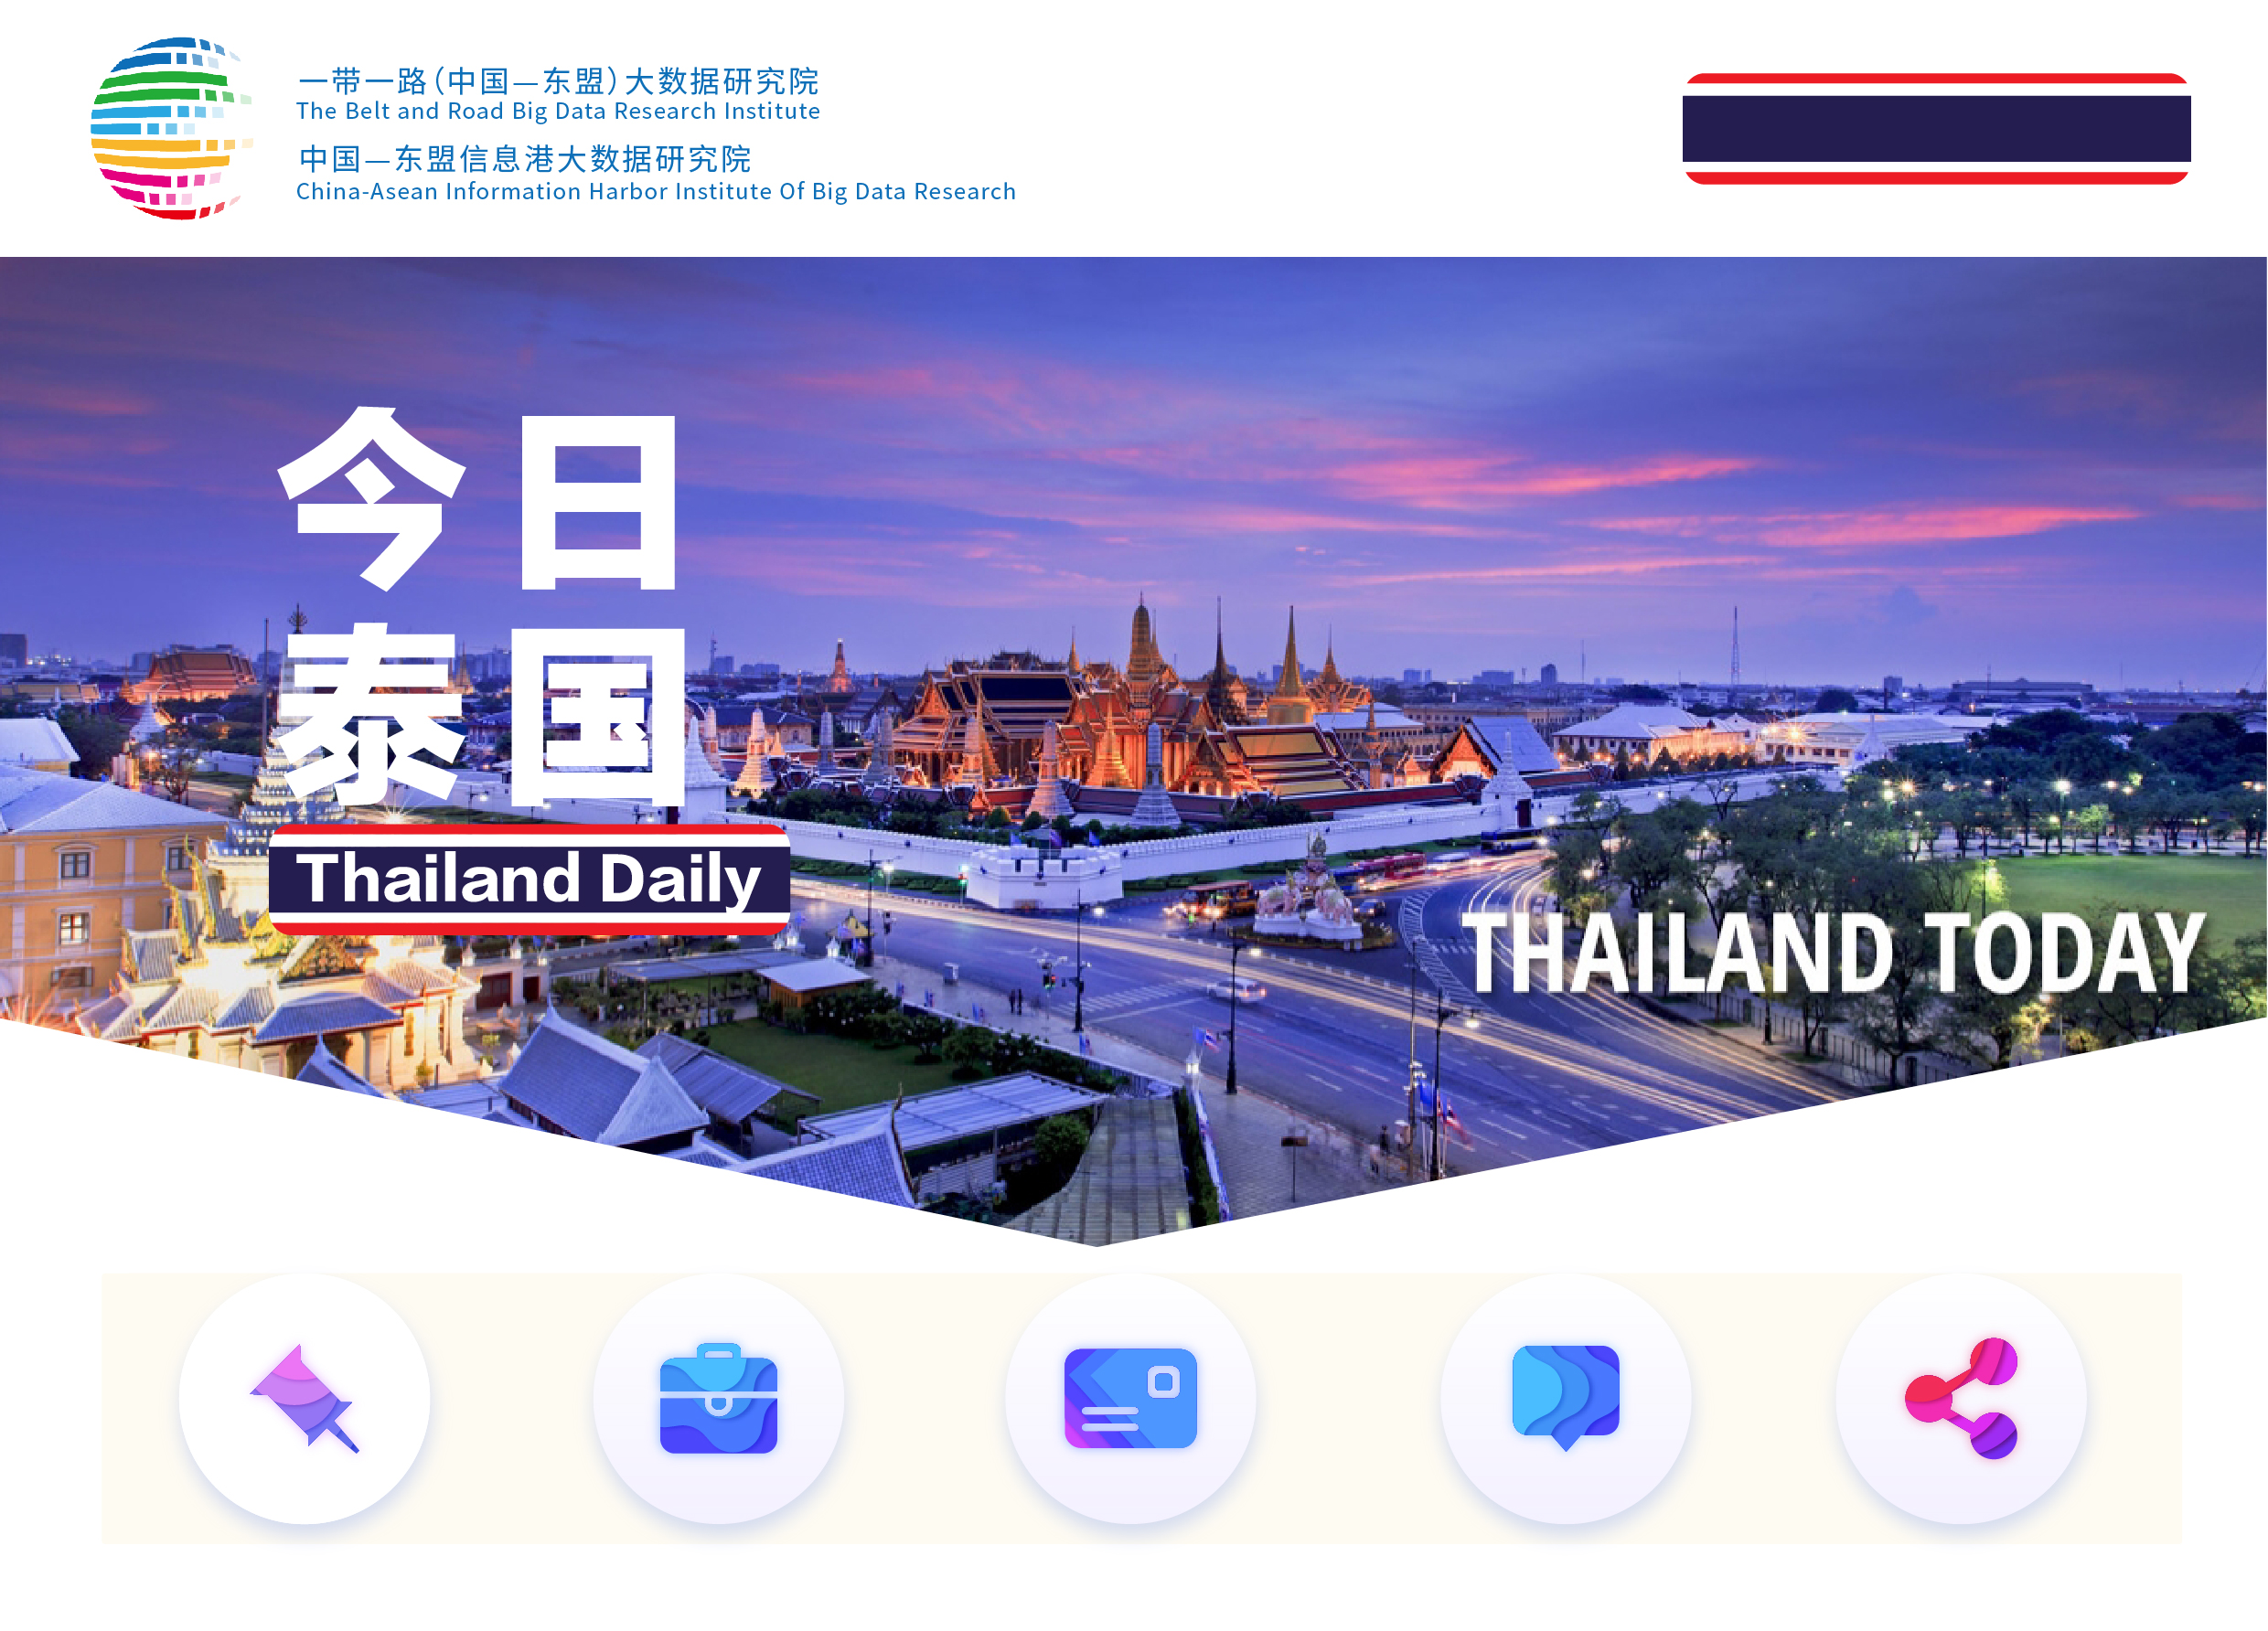 一带一路(中国—东盟)大数据研究院
The Belt and Road Big Data Research Institute
中国—东盟信息港大数据研究院
China-Asean Information Harbor Institute Of Big Data Research
今日
泰国
Thailand Daily
THAILAND TODAY